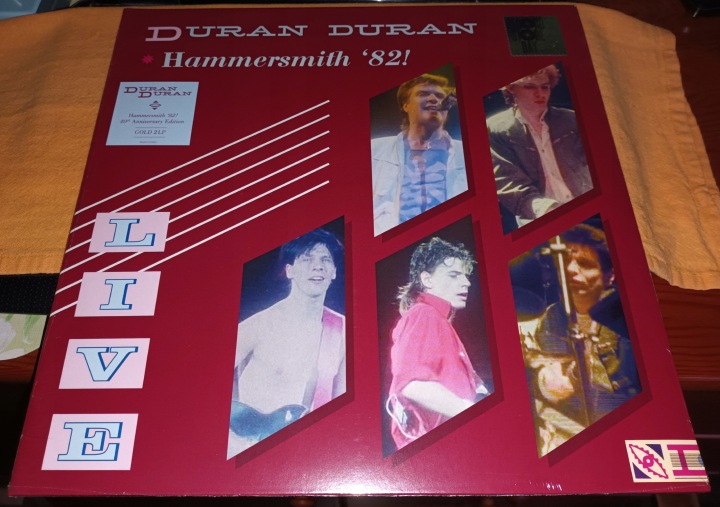 DURAN DURAN
* Hammersmith ‘82!
DURAN
DURAN
Hammersmith '82!
40th Anniversary Edition
GOLD 2LP
L
I
V
E